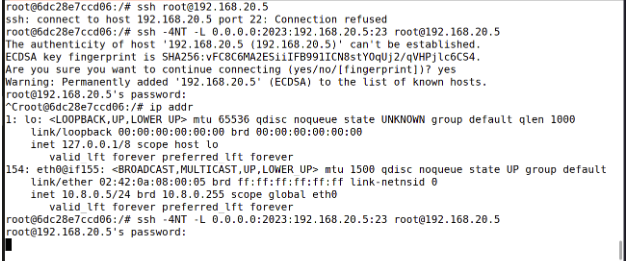 root@6dc28e7ccd06:/# ssh root@192.168.20.5
ssh: connect to host 192.168.20.5 port 22: Connection refused
root@6dc28e7ccd06:/# ssh -4NT -L 0.0.0.0:2023:192.168.20.5:23 root@192.168.20.5
The authenticity of host '192.168.20.5 (192.168.20.5)' can't be established.
ECDSA key fingerprint is SHA256:vFC8C6MA2ESiiIFB991ICN8stYOqUj2/qVHPjlc6CS4.
Are you sure you want to continue connecting (yes/no/[fingerprint])? yes
Warning: Permanently added '192.168.20.5' (ECDSA) to the list of known hosts.
root@192.168.20.5's password:
^Croot@6dc28e7ccd06:/# ip addr
1: lo: <LOOPBACK,UP,LOWER_UP> mtu 65536 qdisc noqueue state UNKNOWN group default qlen 1000
link/loopback 00:00:00:00:00:00 brd 00:00:00:00:00:00
inet 127.0.0.1/8 scope host lo
valid_lft forever preferred_lft forever
154: eth0@if155: <BROADCAST,MULTICAST,UP,LOWER_UP> mtu 1500 qdisc noqueue state UP group default
link/ether 02:42:0a:08:00:05 brd ff:ff:ff:ff:ff:ff link-netnsid 0
inet 10.8.0.5/24 brd 10.8.0.255 scope global eth0
valid_lft forever preferred_lft forever
root@6dc28e7ccd06:/# ssh -4NT -L 0.0.0.0:2023:192.168.20.5:23 root@192.168.20.5
root@192.168.20.5's password: